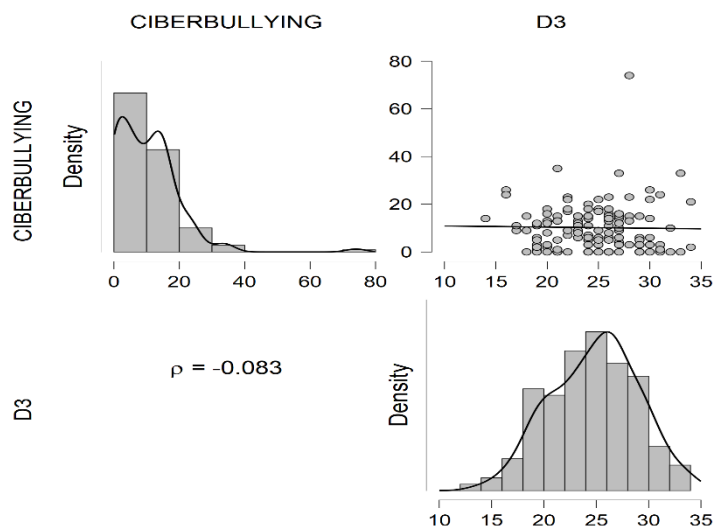 CIBERBULLYING D3
CIBERBULLYING
Density
0 20 40 60 80
80
60
40
20
0
10 15 20 25 30 35
D3
ρ = -0.083
Density
10 15 20 25 30 35